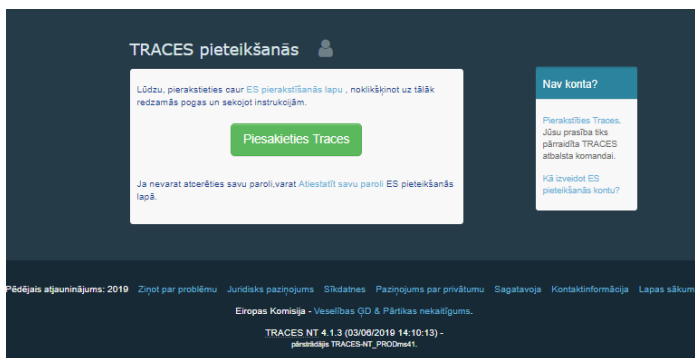 TRACES pieteikšanās
Lūdzu, pierakstieties caur ES pierakstīšanās lapu , noklikšķinot uz tālāk
redzamās pogas un sekojot instrukcijām.
Piesakieties Traces
Ja nevarat atcerēties savu paroli,varat Atiestatīt savu paroli ES pieteikšanās
lapā.
Nav konta?
Pierakstīties Traces.
Jūsu prasība tiks
pārraidīta TRACES
atbalsta komandai.
Kā izveidot ES
pieteikšanās kontu?
Pēdējais atjauninājums: 2019 Ziņot par problēmu Juridisks paziņojums Sīkdatnes Paziņojums par privātumu Sagatavoja Kontaktinformācija Lapas sākum
Eiropas Komisija - Veselības ĢD & Pārtikas nekaitīgums.
TRACES NT 4.1.3 (03/06/2019 14:10:13) -
pārstrādājis TRACES-NT_PRODms41.